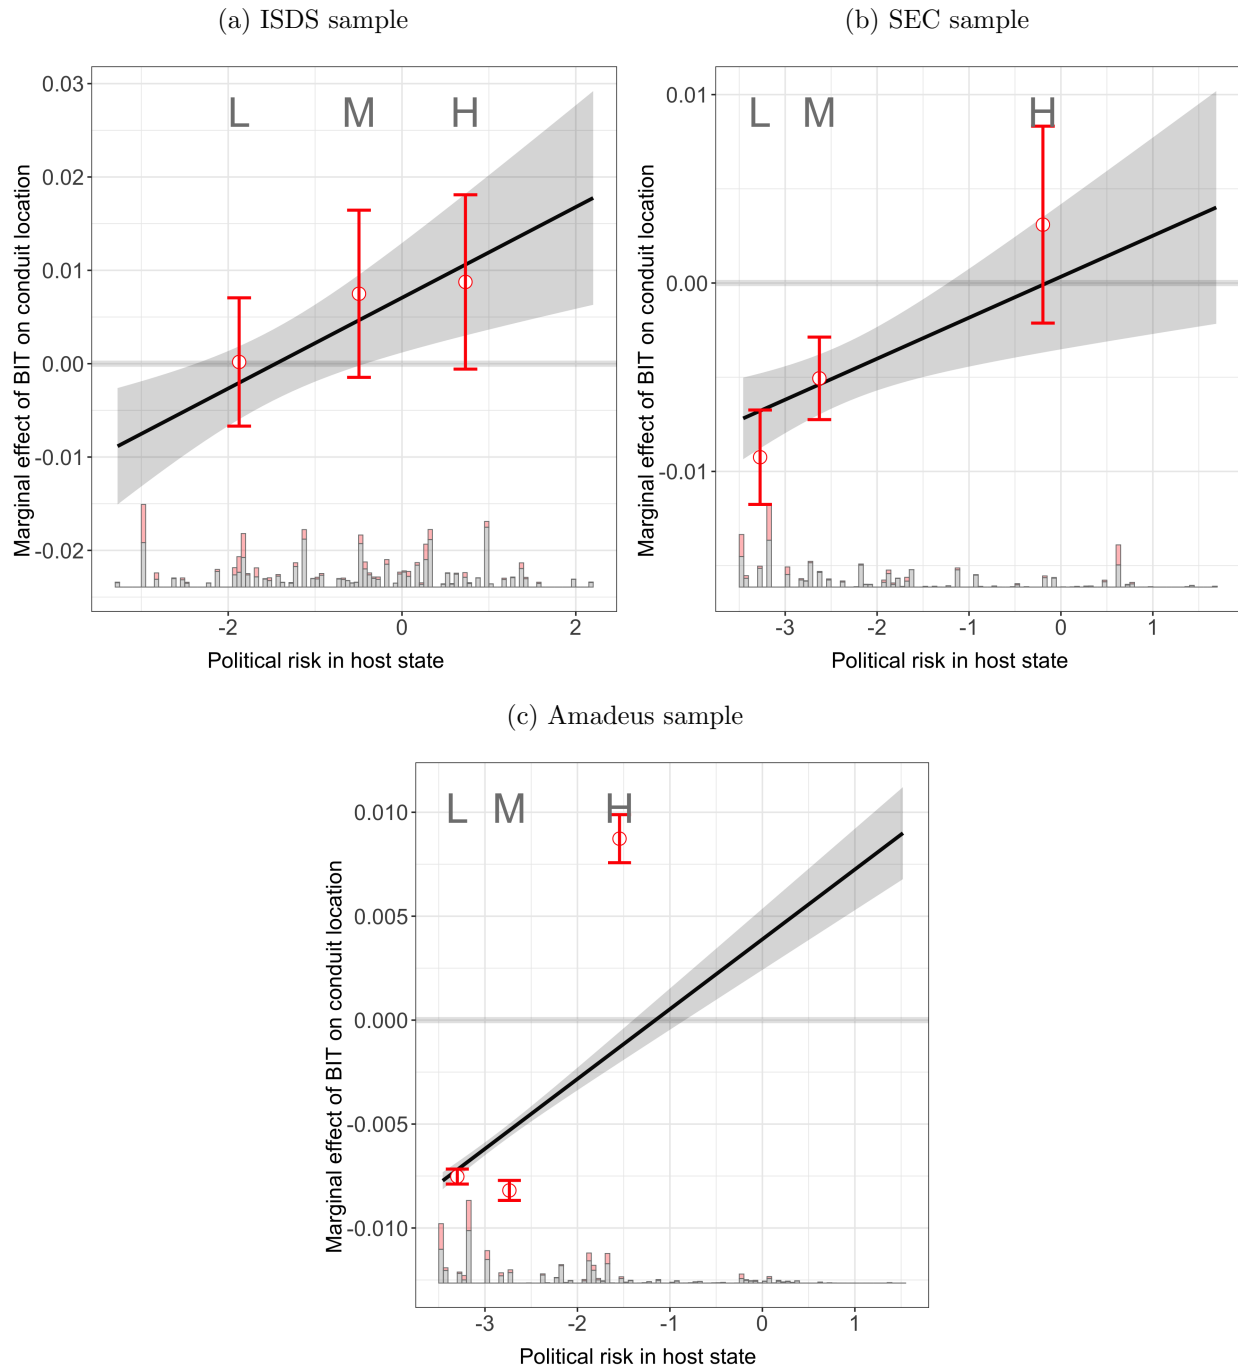 (a) ISDS sample
(b) SEC sample
L M H
0.03
0.02
0.01
0.00
-0.01
-0.02
Marginal effect of BIT on conduit location
-2 0 2
Political risk in host state
L M H
0.01
0.00
-0.01
Marginal effect of BIT on conduit location
-3 -2 -1 0 1
Political risk in host state
(c) Amadeus sample
L M H
0.010
0.005
0.000
-0.005
-0.010
Marginal effect of BIT on conduit location
-3 -2 -1 0 1
Political risk in host state